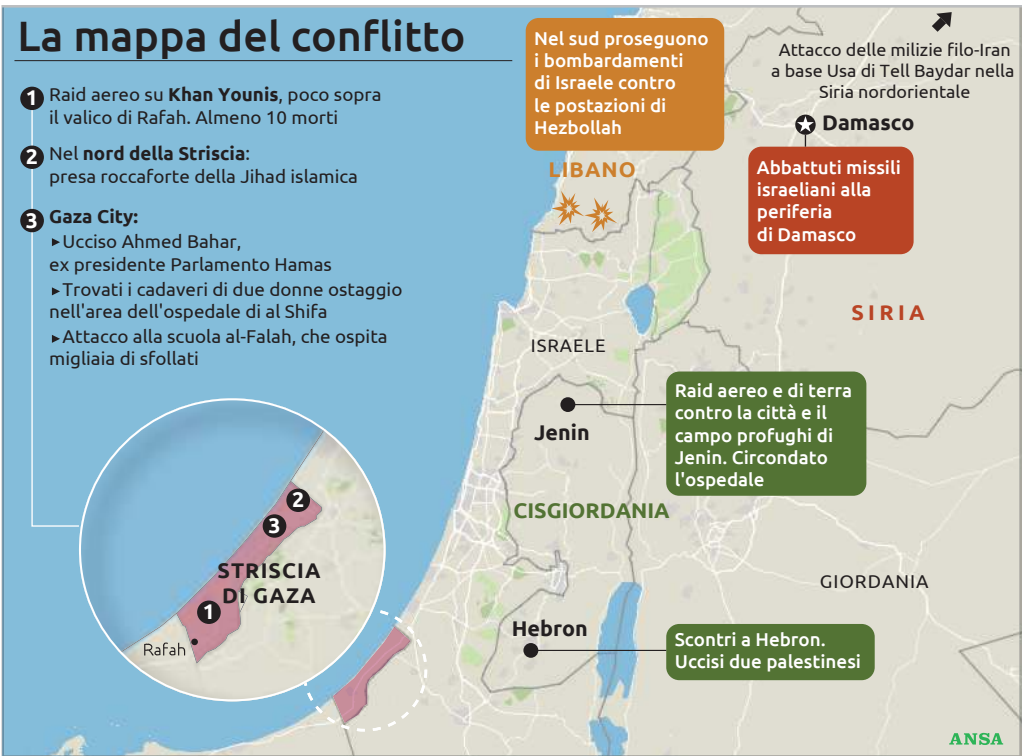 La mappa del conflitto
1 Raid aereo su Khan Younis, poco sopra
il valico di Rafah. Almeno 10 morti
2 Nel nord della Striscia:
presa roccaforte della Jihad islamica
3 Gaza City:
▸Ucciso Ahmed Bahar,
ex presidente Parlamento Hamas
▸Trovati i cadaveri di due donne ostaggio
nell'area dell'ospedale di al Shifa
▸Attacco alla scuola al-Falah, che ospita
migliaia di sfollati
Nel sud proseguono
i bombardamenti
di Israele contro
le postazioni di
Hezbollah
LIBANO
Attacco delle milizie filo-Iran
a base Usa di Tell Baydar nella
Siria nordorientale
Damasco
Abbattuti missili
israeliani alla
periferia
di Damasco
SIRIA
ISRAELE
Jenin
Raid aereo e di terra
contro la città e il
campo profughi di
Jenin. Circondato
l'ospedale
CISGIORDANIA
GIORDANIA
Hebron
Scontri a Hebron.
Uccisi due palestinesi
2
3
STRISCIA
DI GAZA
1
Rafah
ANSA